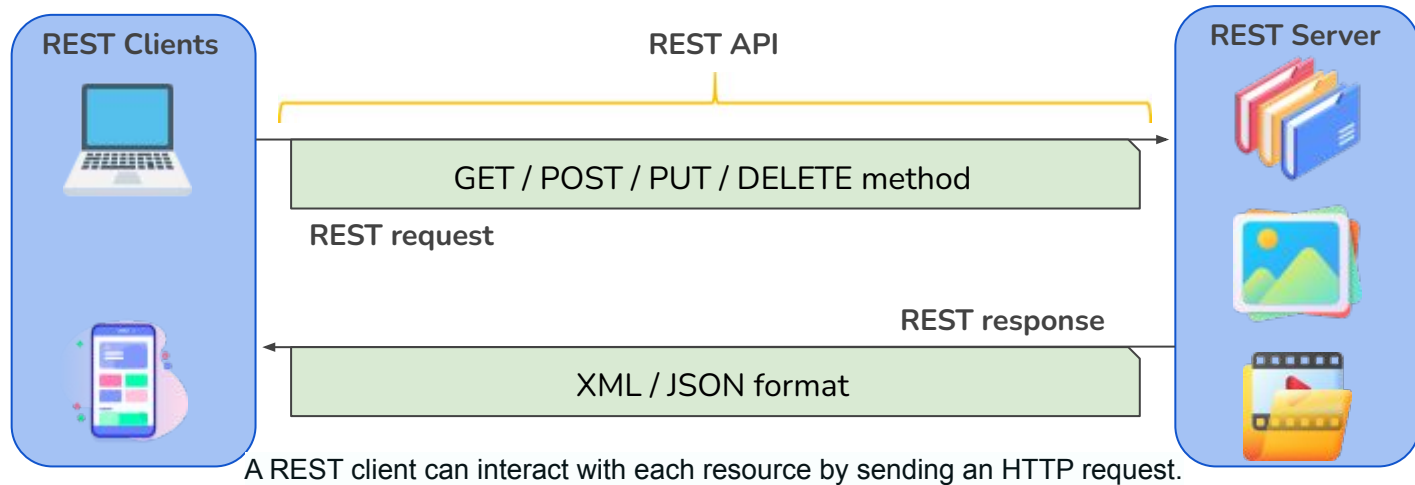 REST Clients
REST API
REST Server
GET / POST / PUT / DELETE method
REST request
REST response
XML / JSON format
A REST client can interact with each resource by sending an HTTP request.